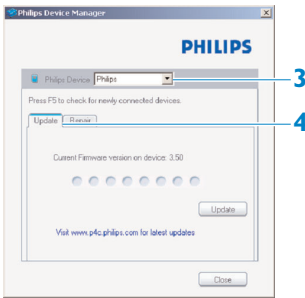 Philips Device Manager
PHILIPS
Philips Device Philips
3
Press F5 to check for newly connected devices.
Update Repair
4
Current Firmware version on device: 3.50
Update
Visit www.p4c.philips.com for latest updates
Close